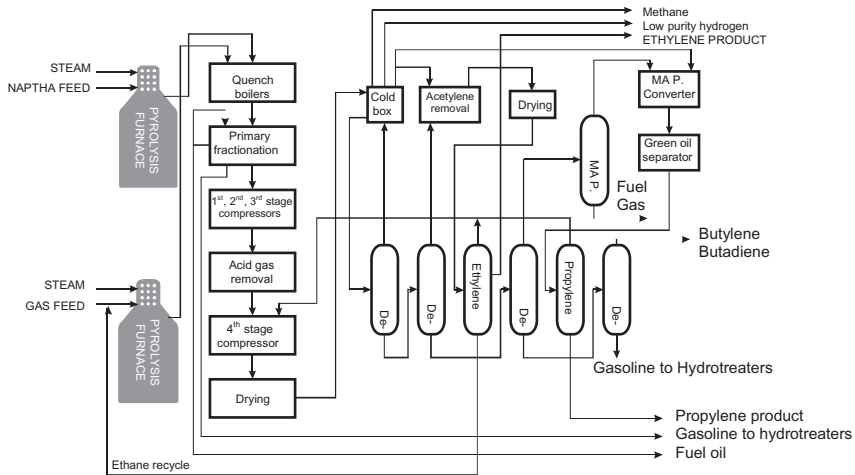 Methane
Low purity hydrogen
ETHYLENE PRODUCT
STEAM
NAPTHA FEED
PYROLYSIS
FURNACE
Quench
boilers
Cold
box
Acetylene
removal
Drying
MA P.
Converter
Primary
fractionation
Green oil
separator
MA P.
Fuel
Gas
1st, 2nd, 3rd stage
compressors
Butylene
Butadiene
Acid gas
removal
De-
De-
Ethylene
De-
Propylene
De-
STEAM
GAS FEED
PYROLYSIS
FURNACE
4th stage
compressor
Gasoline to Hydrotreaters
Drying
Propylene product
Gasoline to hydrotreaters
Fuel oil
Ethane recycle